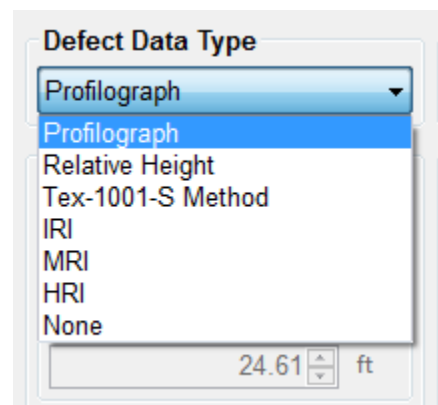 Defect Data Type
Profilograph
Profilograph
Relative Height
Tex-1001-S Method
IRI
MRI
HRI
None
24.61 ft